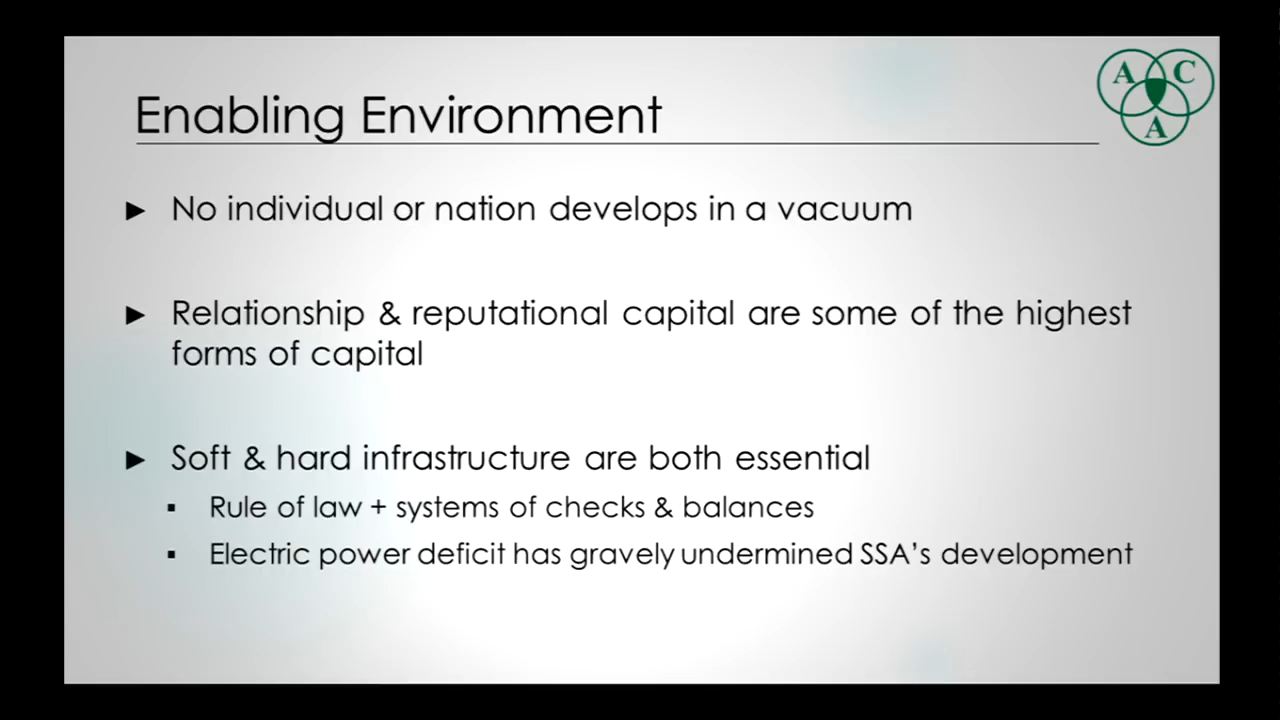 Enabling Environment
A C
A
► No individual or nation develops in a vacuum
► Relationship & reputational capital are some of the highest
forms of capital
► Soft & hard infrastructure are both essential
▪ Rule of law + systems of checks & balances
▪ Electric power deficit has gravely undermined SSA's development